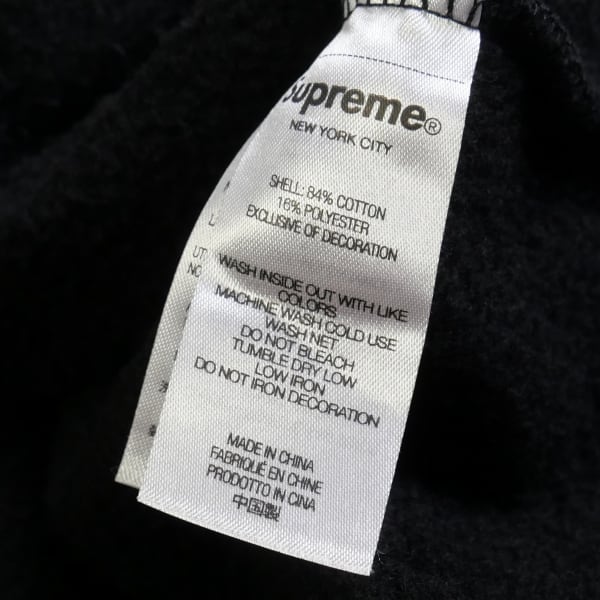 Supreme®
NEW YORK CITY
SHELL: 84% COTTON
16% POLYESTER
EXCLUSIVE OF DECORATION
WASH INSIDE OUT WITH LIKE
COLORS
MACHINE WASH COLD USE
WASH NET
DO NOT BLEACH
TUMBLE DRY LOW
LOW IRON
DO NOT IRON DECORATION
MADE IN CHINA
FABRIQUÉ EN CHINE
PRODOTTO IN CINA
中国製